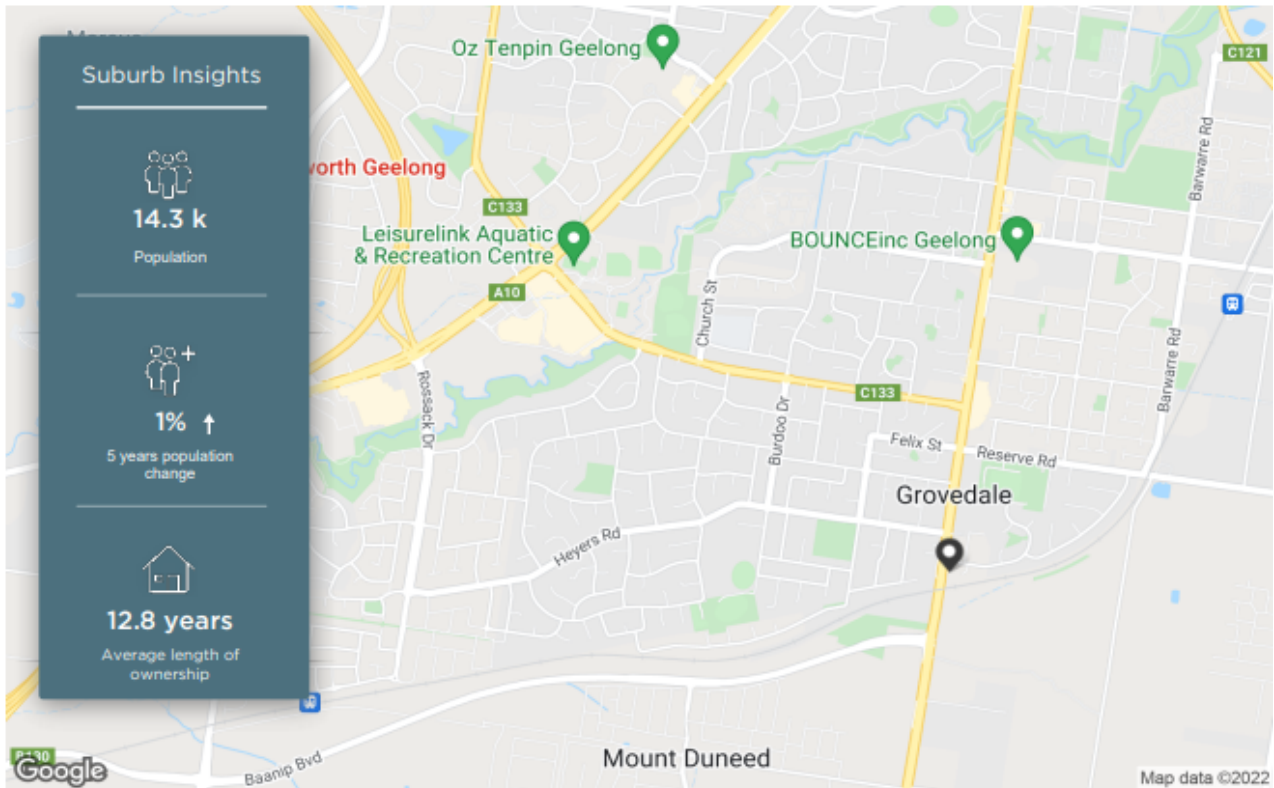 Suburb Insights
14.3 k
Population
1%
5 years population
change
12.8 years
Average length of
ownership
Oz Tenpin Geelong
C121
Barwarre Rd
worth Geelong
C133
Leisurelink Aquatic
& Recreation Centre
BOUNCEinc Geelong
A10
Church St
Rossack Dr
C133
Burdoo Dr
Barwarre Rd
Felix St
Reserve Rd
Grovedale
Heyers Rd
B130
Baanip Bvd
Mount Duneed
Google
Map data ©2022